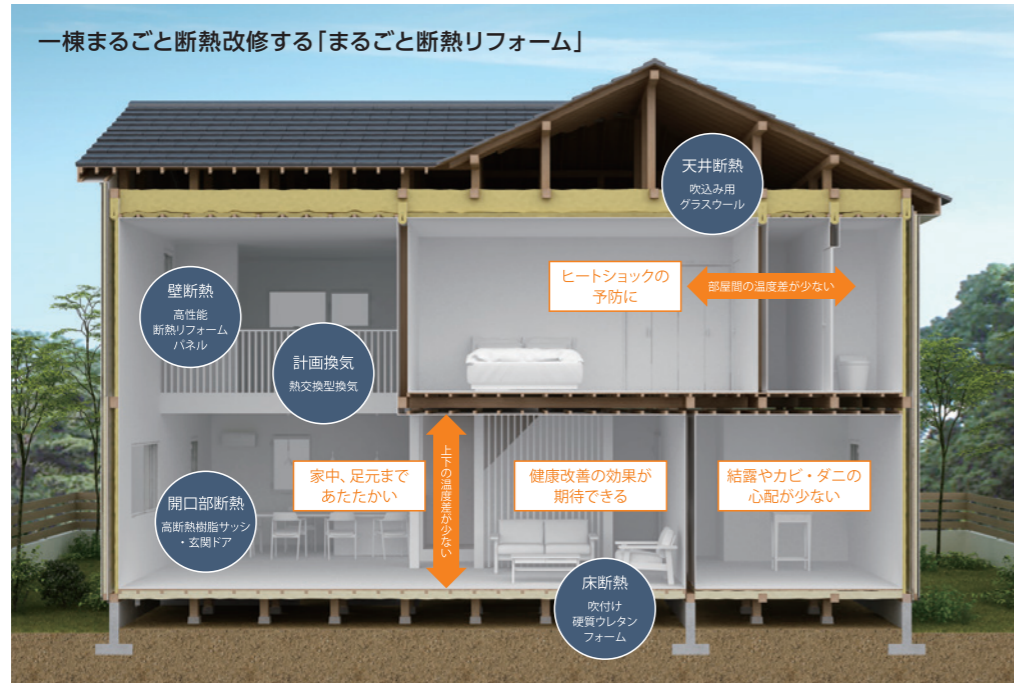 一棟まるごと断熱改修する「まるごと断熱リフォーム」
天井断熱
吹込み用
グラスウール
ヒートショックの
予防に
部屋間の温度差が少ない
壁断熱
高性能
断熱リフォーム
パネル
計画換気
熱交換型換気
家中、足元まで
あたたかい
上下の温度差が少ない
健康改善の効果が
期待できる
結露やカビ・ダニの
心配が少ない
開口部断熱
高断熱樹脂サッシ
・玄関ドア
床断熱
吹付け
硬質ウレタン
フォーム